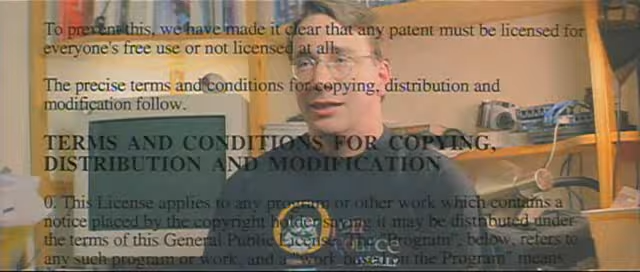 To prevent this, we have made it clear that any patent must be licensed for
everyone's free use or not licensed at all.
The precise terms and conditions for copying, distribution and
modification follow.
TERMS AND CONDITIONS FOR COPYING,
DISTRIBUTION AND MODIFICATION
0. This License applies to any program or other work which contains a
notice placed by the copyright holder saying it may be distributed under
the terms of this General Public License. The "Program", below, refers to
any such program or work, and a "work based on the Program" means